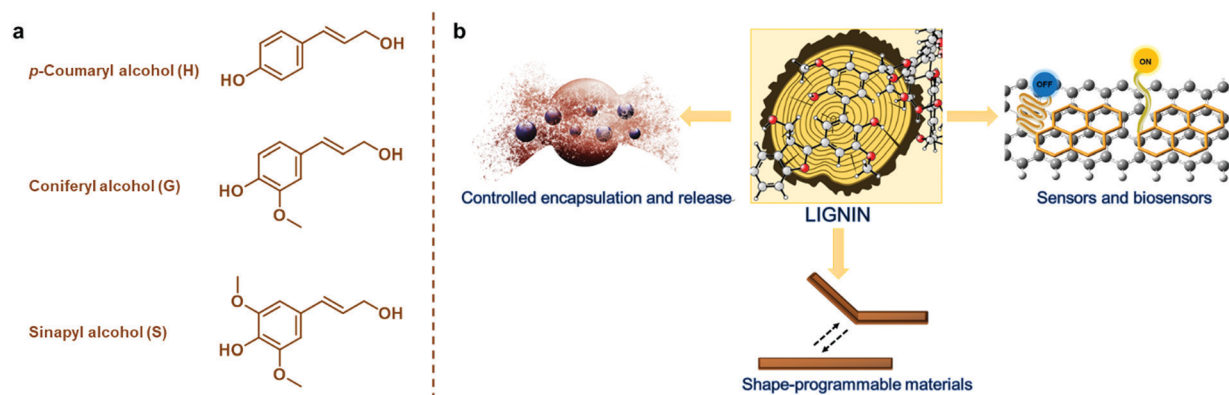 a
p-Coumaryl alcohol (H)
OH
HO
Coniferyl alcohol (G)
OH
HO
O
Sinapyl alcohol (S)
O
OH
HO
O
b
Controlled encapsulation and release
LIGNIN
OFF
ON
Sensors and biosensors
Shape-programmable materials